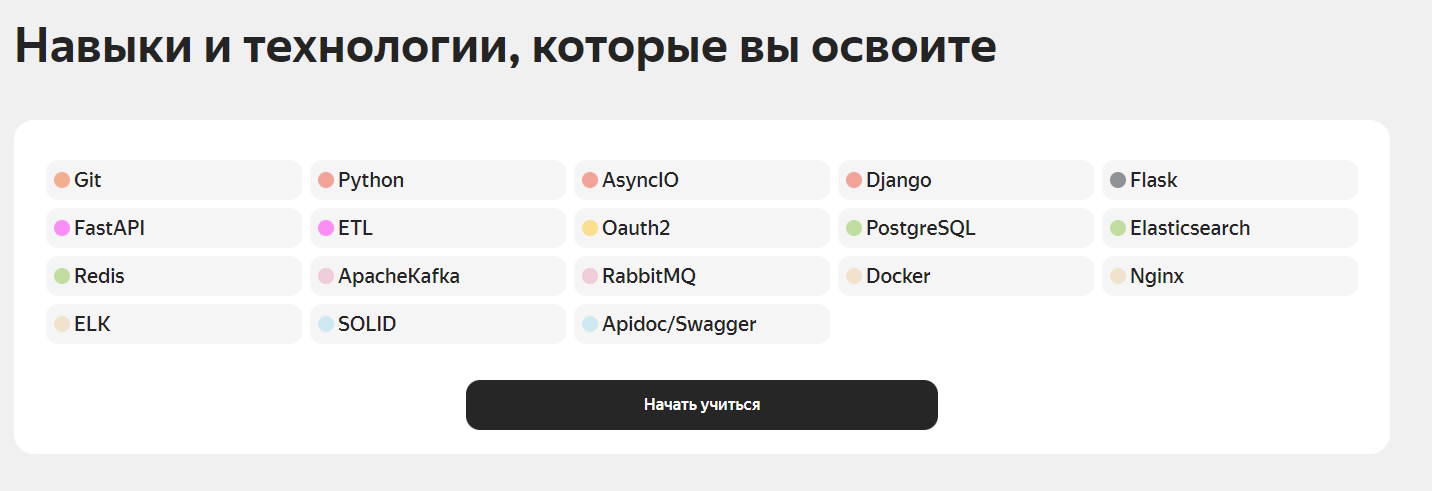 Навыки и технологии, которые вы освоите
Git Python AsyncIO Django Flask
FastAPI ETL Oauth2 PostgreSQL Elasticsearch
Redis ApacheKafka RabbitMQ Docker Nginx
ELK SOLID Apidoc/Swagger
Начать учиться